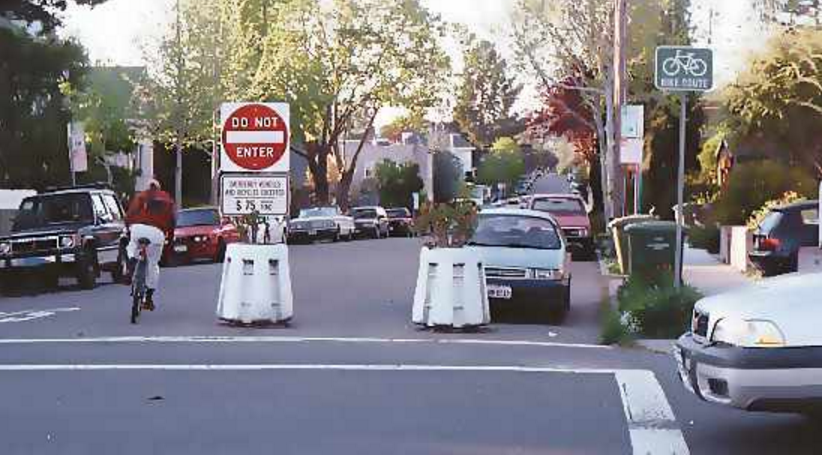 DO NOT
ENTER
EMERGENCY VEHICLES
AND BICYCLES EXCEPTED
$ 75 FINE
BIKE ROUTE